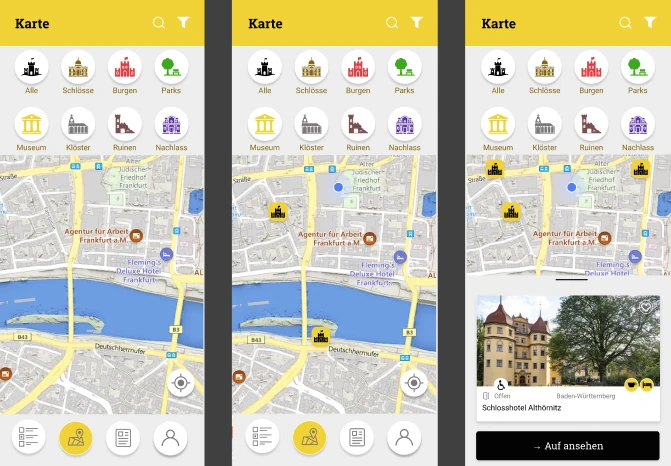 Karte
Alle Schlösse Burgen Parks
Museum Klöster Ruinen Nachlass
Straße
Alter
Jüdischer
Friedhof
Frankfurt
Agentur für Arbeit
Frankfurt a.M.
Fleming's
Deluxe Hotel
Frankfurt
AL
B3
B43
Deutschherrnufer
Karte
Alle Schlösse Burgen Parks
Museum Klöster Ruinen Nachlass
Straße
Alter
Jüdischer
Friedhof
Frankfurt
Agentur für Arbeit
Frankfurt a.M.
Fleming's
Deluxe Hotel
Frankfurt
B3
B43
Deutschherrnufer
Karte
Alle Schlösse Burgen Parks
Museum Klöster Ruinen Nachlass
Straße
Alter
Jüdischer
Friedhof
Frankfurt
Agentur für Arbeit
Frankfurt a.M.
Fleming's
Deluxe Hotel
Offen Baden-Württemberg
Schlosshotel Althörnitz
→ Auf ansehen